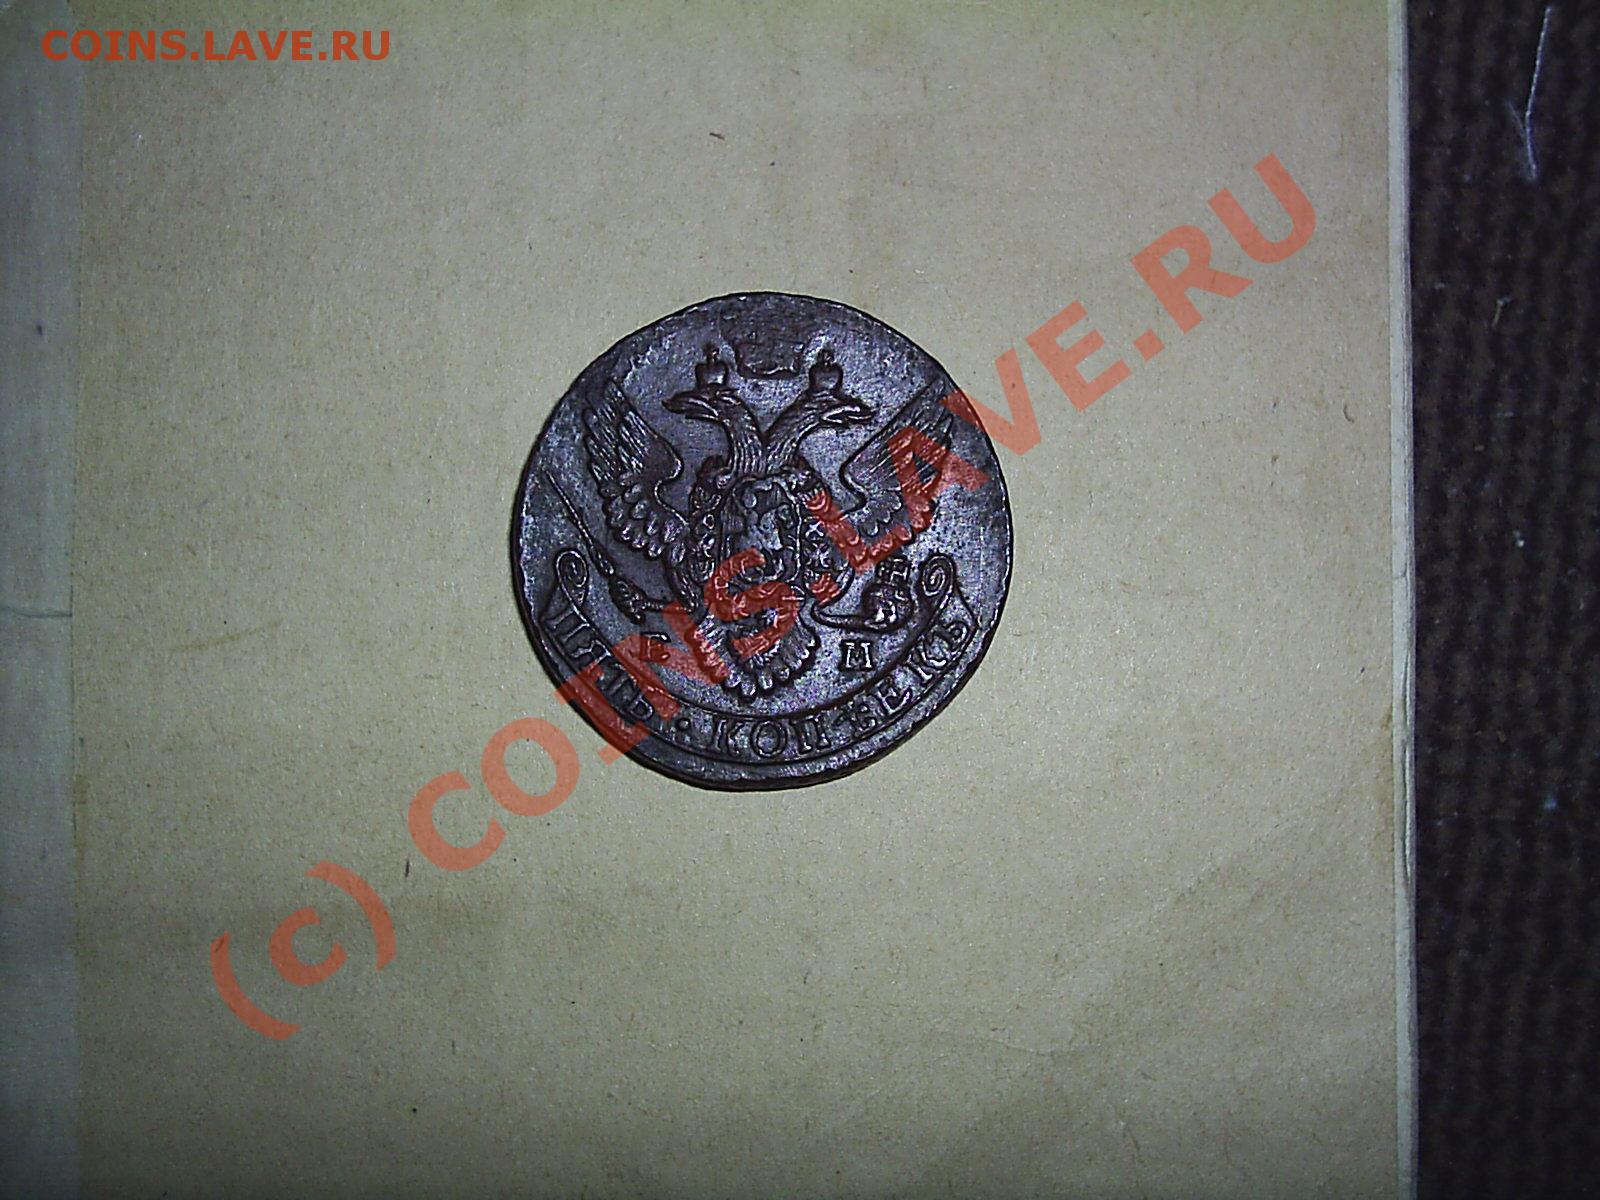 COINS.LAVE.RU
(c) COINS.LAVE.RU
Е М
ПЯТЬ · КОПѢЕКЪ